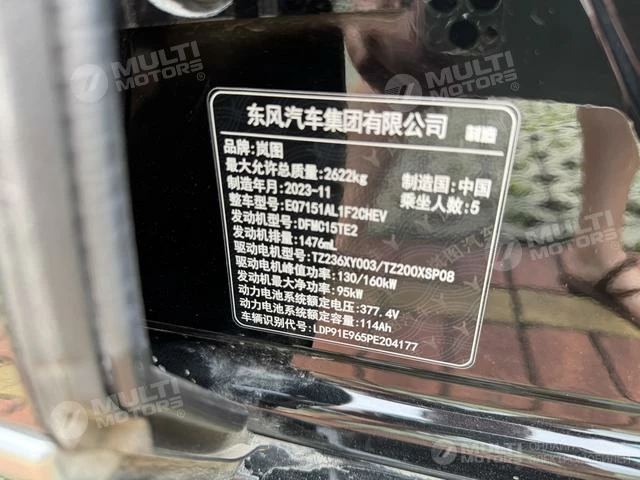 东风汽车集团有限公司 制造
品牌:岚图
最大允许总质量:2622kg 制造国:中国
制造年月:2023-11 乘坐人数:5
整车型号:EQ7151AL1F2CHEV
发动机型号:DFMC15TE2
发动机排量:1476mL
驱动电机型号:TZ236XY003/TZ200XSP08
驱动电机峰值功率:130/160kW
发动机最大净功率:95kW
动力电池系统额定电压:377.4V
动力电池系统额定容量:114Ah
车辆识别代号:LDP91E965PE204177
MULTI MOTORS
MULTI MOTORS
MULTI MOTORS
MULTI MOTORS